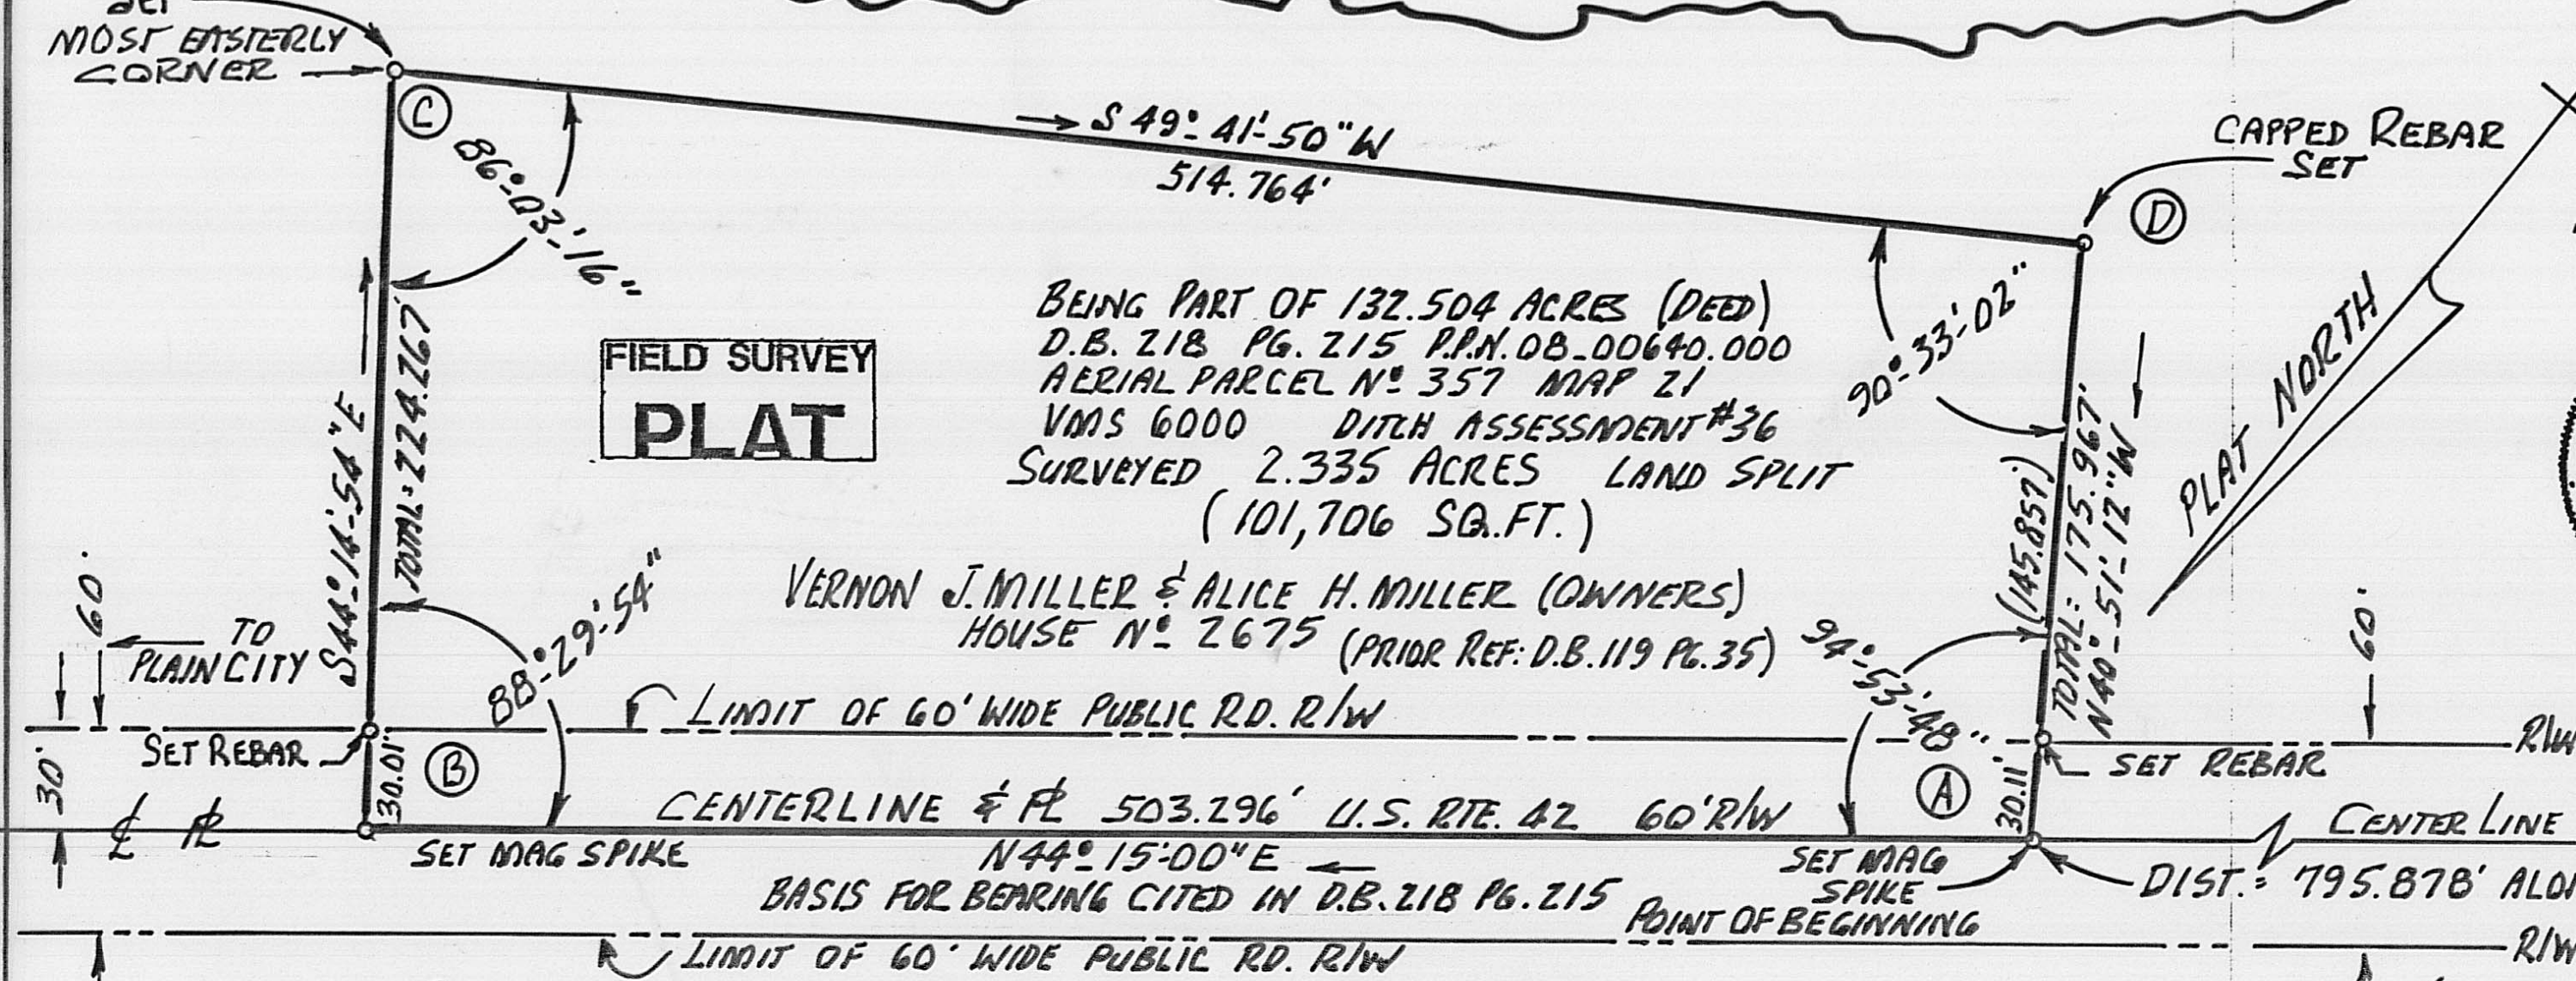 MOST EASTERLY
CORNER
C
86°-03'-16"
S 49°-41'-50" W
514.764'
CAPPED REBAR
SET
D
90°-33'-02"
PLAT NORTH
S44°-14'-54" E
TOTAL: 224.267'
FIELD SURVEY
PLAT
BEING PART OF 132.504 ACRES (DEED)
D.B. 218 PG. 215 P.P.N. 08-00640.000
AERIAL PARCEL Nº 357 MAP 21
VMS 6000 DITCH ASSESSMENT #36
SURVEYED 2.335 ACRES LAND SPLIT
(101,706 SQ.FT.)
VERNON J. MILLER & ALICE H. MILLER (OWNERS)
HOUSE Nº 2675 (PRIOR REF: D.B. 119 PG. 35)
(145.857')
TOTAL: 175.967'
N40°-51'-12" W
94°-53'-48"
88°-29'-54"
60'
TO
PLAIN CITY
LIMIT OF 60' WIDE PUBLIC RD. R/W
SET REBAR
30'
30.01'
B
A
30.11'
SET REBAR
60'
R/W
℄ PL
CENTERLINE & PL 503.296' U.S. RTE. 42 60' R/W
CENTER LINE
SET MAG SPIKE
N44° 15'-00" E
SET MAG
SPIKE
POINT OF BEGINNING
BASIS FOR BEARING CITED IN D.B. 218 PG. 215
DIST. = 795.878'
LIMIT OF 60' WIDE PUBLIC RD. R/W
R/W